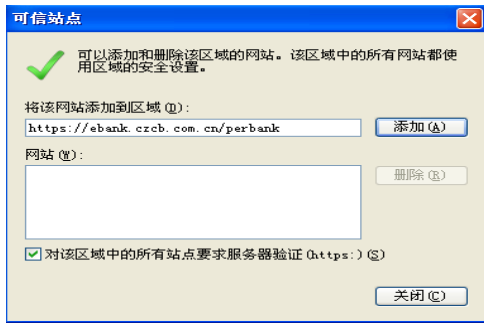 可信站点
可以添加和删除该区域的网站。该区域中的所有网站都使
用区域的安全设置。
将该网站添加到区域(D):
https://ebank.czcb.com.cn/perbank
添加(A)
网站(W):
删除(R)
对该区域中的所有站点要求服务器验证(https:)(S)
关闭(C)